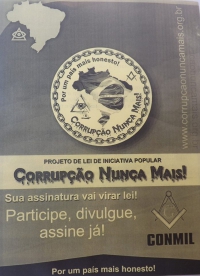 www.corrupcaonuncamais.org.br
Por um país mais honesto!
Corrupção Nunca Mais!
PROJETO DE LEI DE INICIATIVA POPULAR
Corrupção Nunca Mais!
Sua assinatura vai virar lei!
Participe, divulgue,
assine já!
CONMIL
Por um país mais honesto!